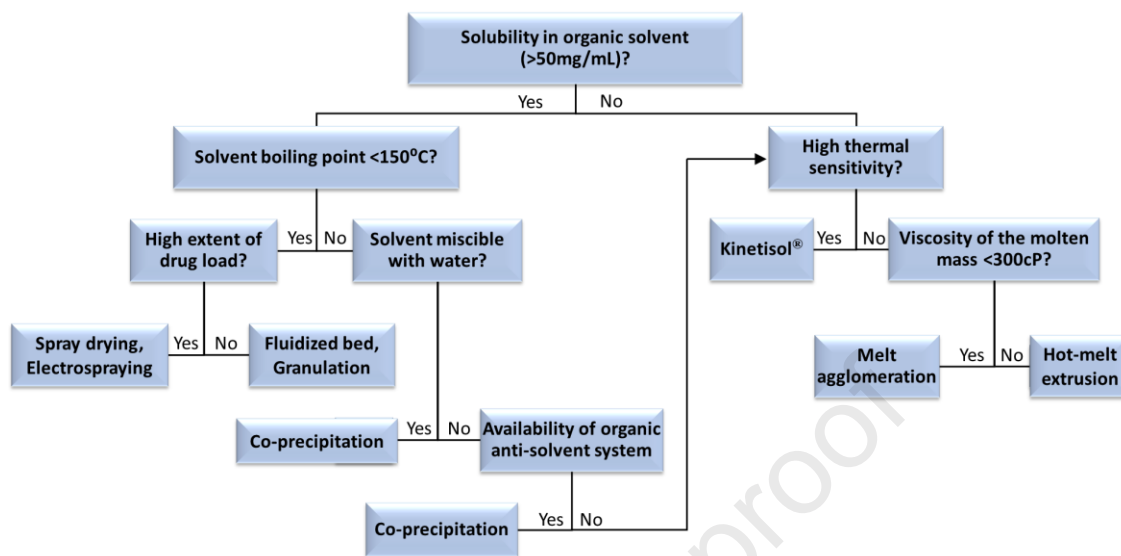 Solubility in organic solvent
(>50mg/mL)?
Yes
No
Solvent boiling point <150⁰C?
High thermal
sensitivity?
High extent of
drug load?
Yes
No
Solvent miscible
with water?
Kinetisol®
Yes
No
Viscosity of the molten
mass <300cP?
Spray drying,
Electrospraying
Yes
No
Fluidized bed,
Granulation
Melt
agglomeration
Yes
No
Hot-melt
extrusion
Co-precipitation
Yes
No
Availability of organic
anti-solvent system
Co-precipitation
Yes
No
proof